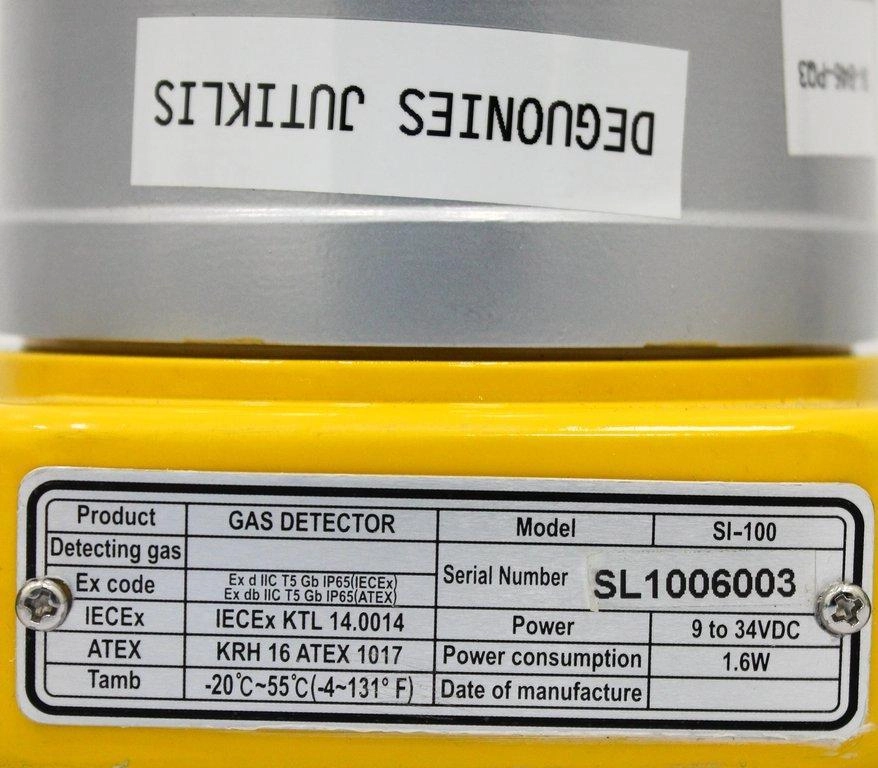 DEGUONIES JUTIKLIS
Product GAS DETECTOR Model SI-100
Detecting gas
Serial Number SL1006003
Ex code Ex d IIC T5 Gb IP65(IECEx)
Ex db IIC T5 Gb IP65(ATEX)
IECEx IECEx KTL 14.0014 Power 9 to 34VDC
ATEX KRH 16 ATEX 1017 Power consumption 1.6W
Tamb -20℃~55℃(-4~131° F) Date of manufacture